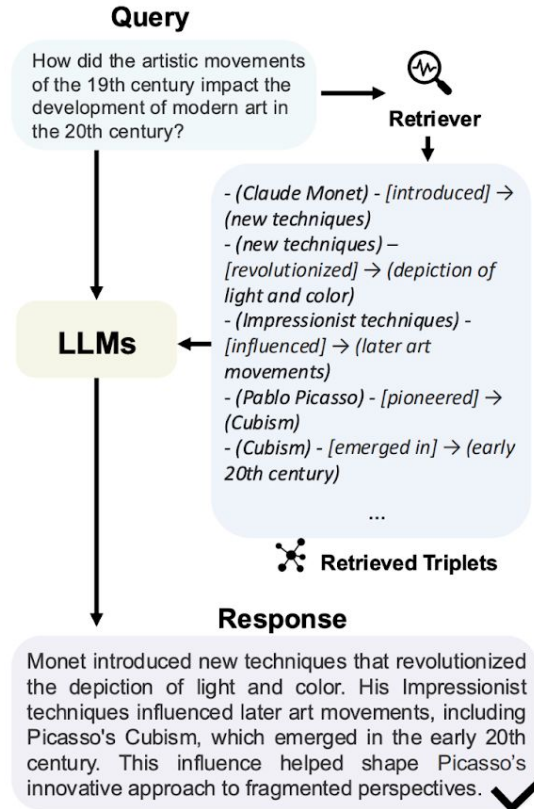 Query
How did the artistic movements
of the 19th century impact the
development of modern art in
the 20th century?
Retriever
- (Claude Monet) - [introduced] →
(new techniques)
- (new techniques) –
[revolutionized] → (depiction of
light and color)
- (Impressionist techniques) -
[influenced] → (later art
movements)
- (Pablo Picasso) - [pioneered] →
(Cubism)
- (Cubism) - [emerged in] → (early
20th century)
...
Retrieved Triplets
LLMs
Response
Monet introduced new techniques that revolutionized
the depiction of light and color. His Impressionist
techniques influenced later art movements, including
Picasso's Cubism, which emerged in the early 20th
century. This influence helped shape Picasso's
innovative approach to fragmented perspectives.